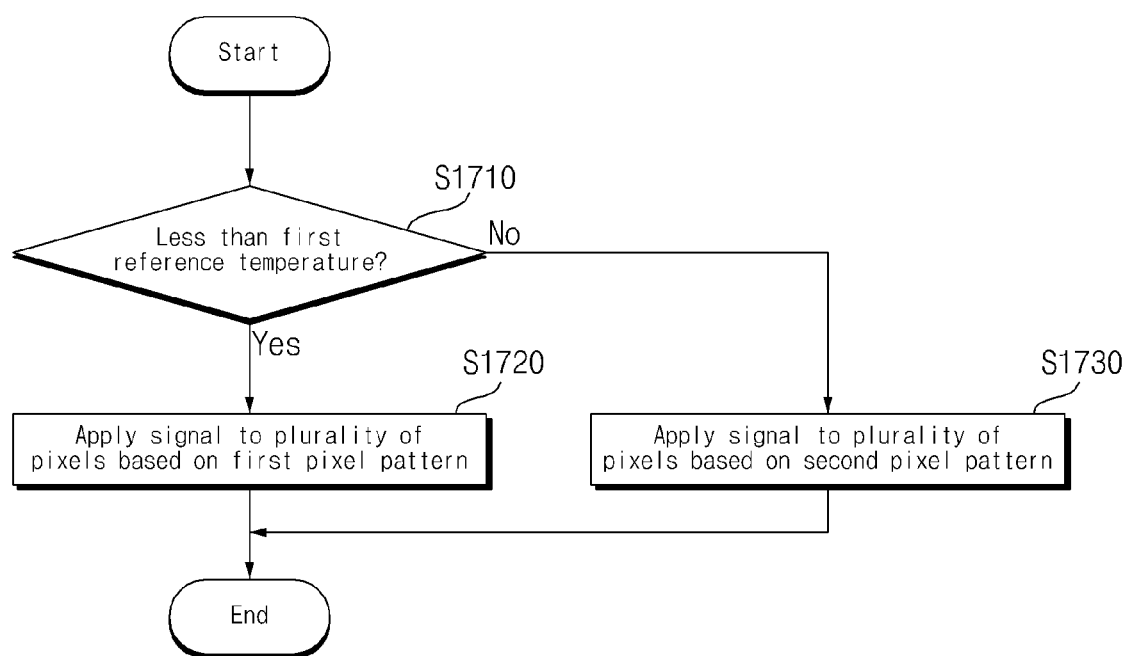 Start
S1710
Less than first
reference temperature?
No
Yes
S1720
Apply signal to plurality of
pixels based on first pixel pattern
S1730
Apply signal to plurality of
pixels based on second pixel pattern
End